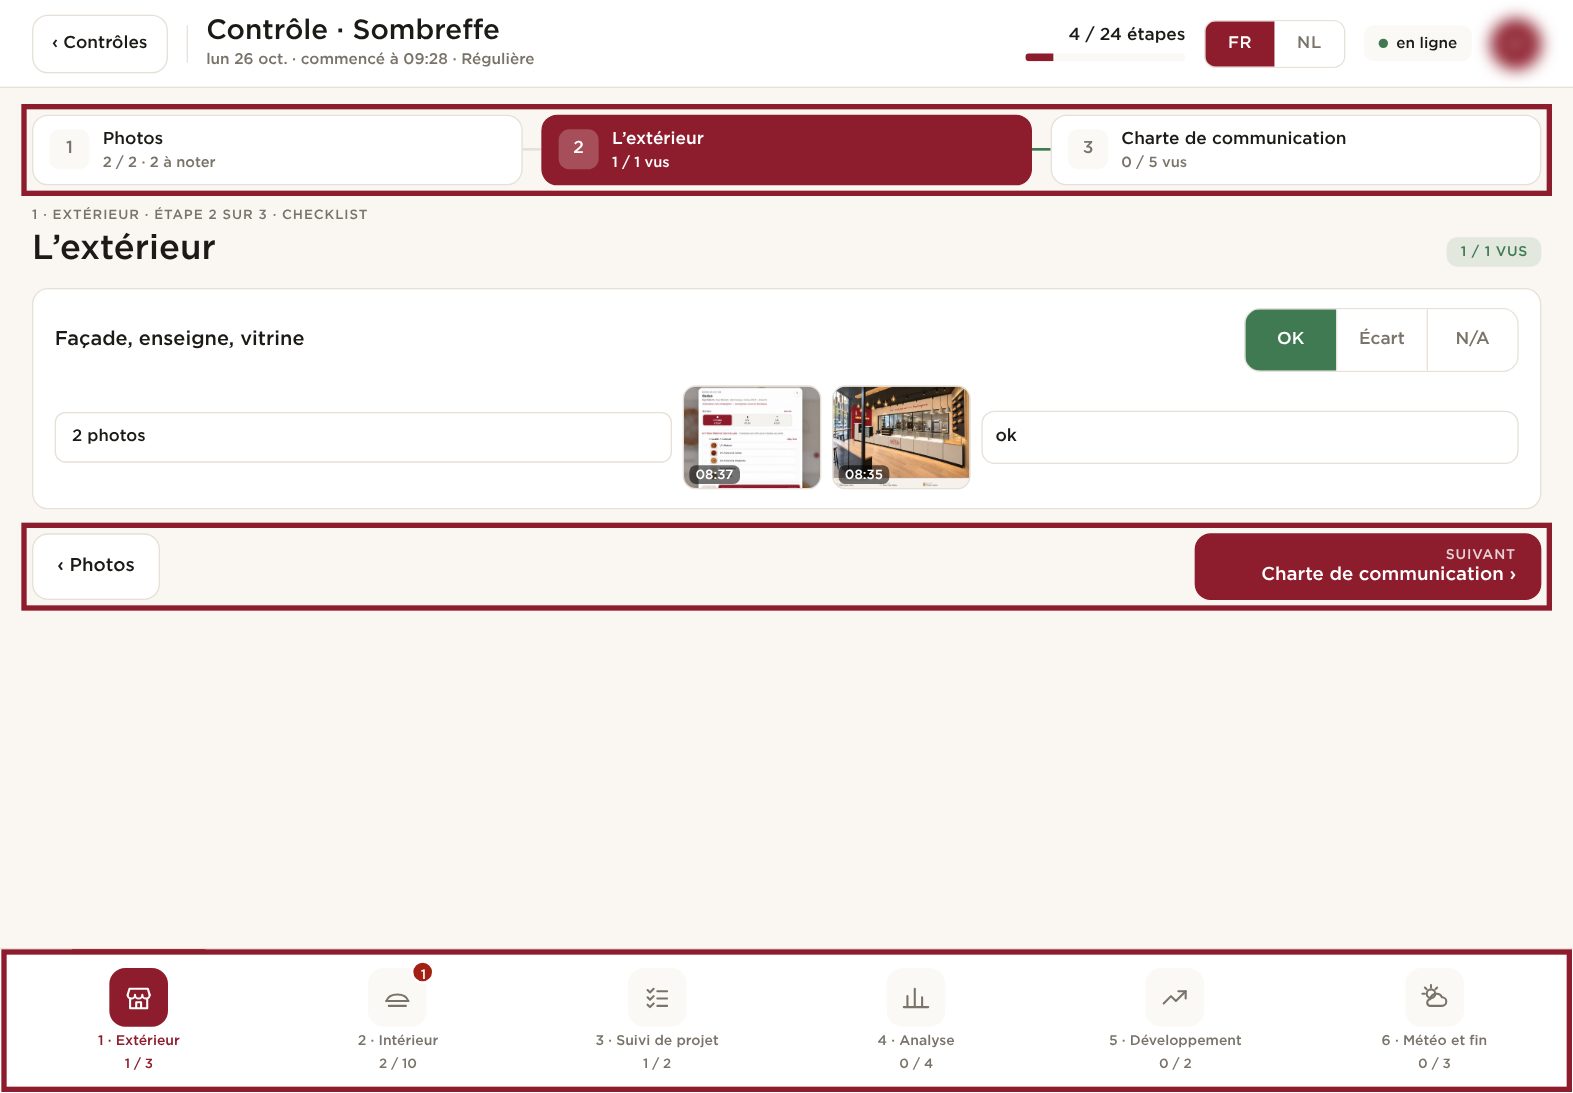 ‹ Contrôles
Contrôle · Sombreffe
lun 26 oct. · commencé à 09:28 · Régulière
4 / 24 étapes
FR
NL
en ligne
1
Photos
2 / 2 · 2 à noter
2
L’extérieur
1 / 1 vus
3
Charte de communication
0 / 5 vus
1 · EXTÉRIEUR · ÉTAPE 2 SUR 3 · CHECKLIST
L’extérieur
1 / 1 VUS
Façade, enseigne, vitrine
OK
Écart
N/A
2 photos
08:37
08:35
ok
‹ Photos
SUIVANT
Charte de communication ›
1 · Extérieur
1 / 3
1
2 · Intérieur
2 / 10
3 · Suivi de projet
1 / 2
4 · Analyse
0 / 4
5 · Développement
0 / 2
6 · Météo et fin
0 / 3